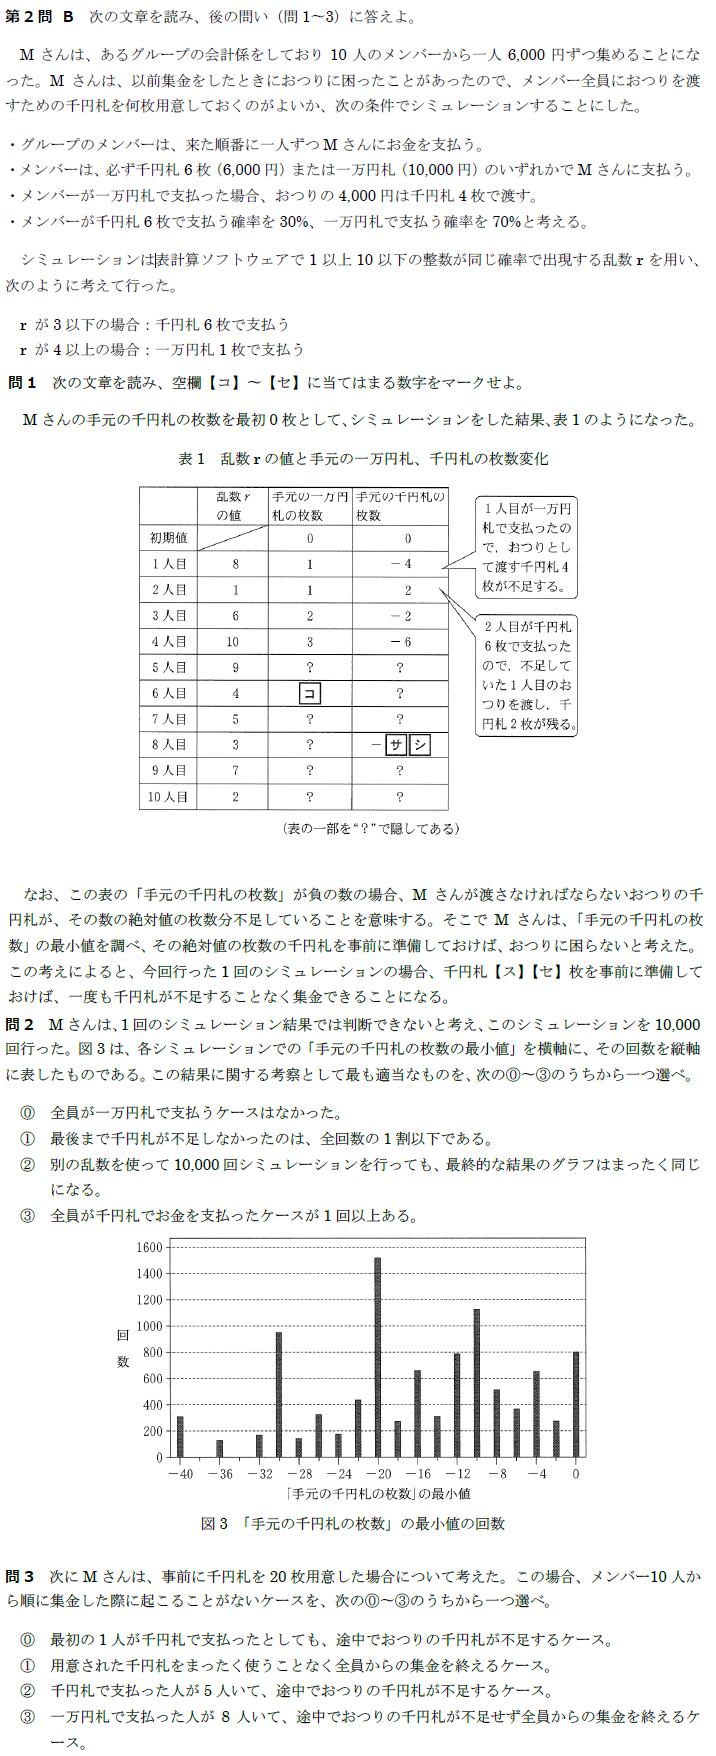 第２問 B 次の文章を読み、後の問い（問1～3）に答えよ。
M さんは、あるグループの会計係をしており 10 人のメンバーから一人 6,000 円ずつ集めることにな
った。M さんは、以前集金をしたときにおつりに困ったことがあったので、メンバー全員におつりを渡
すための千円札を何枚用意しておくのがよいか、次の条件でシミュレーションすることにした。
・グループのメンバーは、来た順番に一人ずつ M さんにお金を支払う。
・メンバーは、必ず千円札 6 枚（6,000 円）または一万円札（10,000 円）のいずれかで M さんに支払う。
・メンバーが一万円札で支払った場合、おつりの 4,000 円は千円札 4 枚で渡す。
・メンバーが千円札 6 枚で支払う確率を 30%、一万円札で支払う確率を 70%と考える。
シミュレーションは表計算ソフトウェアで 1 以上 10 以下の整数が同じ確率で出現する乱数 r を用い、
次のように考えて行った。
r が 3 以下の場合：千円札 6 枚で支払う
r が 4 以上の場合：一万円札 1 枚で支払う
問１ 次の文章を読み、空欄【コ】～【セ】に当てはまる数字をマークせよ。
M さんの手元の千円札の枚数を最初 0 枚として、シミュレーションをした結果、表 1 のようになった。
表 1 乱数 r の値と手元の一万円札、千円札の枚数変化
乱数 r の値 手元の一万円札の枚数 手元の千円札の枚数
初期値 0 0
1 人目 8 1 －4
2 人目 1 1 2
3 人目 6 2 －2
4 人目 10 3 －6
5 人目 9 ? ?
6 人目 4 コ ?
7 人目 5 ? ?
8 人目 3 ? －サシ
9 人目 7 ? ?
10 人目 2 ? ?
1 人目が一万円
札で支払ったの
で、おつりとし
て渡す千円札 4
枚が不足する。
2 人目が千円札
6 枚で支払った
ので、不足して
いた 1 人目のお
つりを渡し、千
円札 2 枚が残る。
（表の一部を“?”で隠してある）
なお、この表の「手元の千円札の枚数」が負の数の場合、M さんが渡さなければならないおつりの千
円札が、その数の絶対値の枚数分不足していることを意味する。そこで M さんは、「手元の千円札の枚
数」の最小値を調べ、その絶対値の枚数の千円札を事前に準備しておけば、おつりに困らないと考えた。
この考えによると、今回行った 1 回のシミュレーションの場合、千円札【ス】【セ】枚を事前に準備して
おけば、一度も千円札が不足することなく集金できることになる。
問２ M さんは、1 回のシミュレーション結果では判断できないと考え、このシミュレーションを 10,000
回行った。図 3 は、各シミュレーションでの「手元の千円札の枚数の最小値」を横軸に、その回数を縦軸
に表したものである。この結果に関する考察として最も適当なものを、次の⓪～③のうちから一つ選べ。
⓪ 全員が一万円札で支払うケースはなかった。
① 最後まで千円札が不足しなかったのは、全回数の 1 割以下である。
② 別の乱数を使って 10,000 回シミュレーションを行っても、最終的な結果のグラフはまったく同じ
になる。
③ 全員が千円札でお金を支払ったケースが 1 回以上ある。
1600
1400
1200
1000
800
600
400
200
0
回数
－40 －36 －32 －28 －24 －20 －16 －12 －8 －4 0
「手元の千円札の枚数」の最小値
図 3 「手元の千円札の枚数」の最小値の回数
問３ 次に M さんは、事前に千円札を 20 枚用意した場合について考えた。この場合、メンバー10 人か
ら順に集金した際に起こることがないケースを、次の⓪～③のうちから一つ選べ。
⓪ 最初の 1 人が千円札で支払ったとしても、途中でおつりの千円札が不足するケース。
① 用意された千円札をまったく使うことなく全員からの集金を終えるケース。
② 千円札で支払った人が 5 人いて、途中でおつりの千円札が不足するケース。
③ 一万円札で支払った人が 8 人いて、途中でおつりの千円札が不足せず全員からの集金を終えるケ
ース。